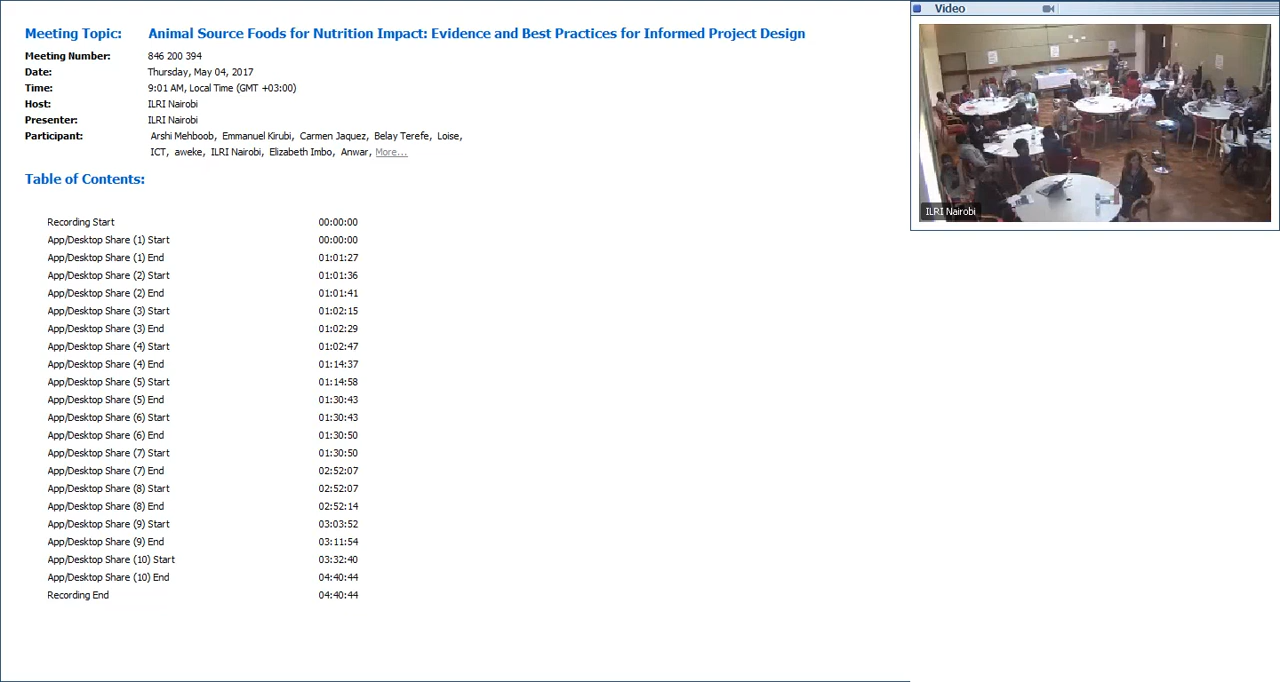 Meeting Topic: Animal Source Foods for Nutrition Impact: Evidence and Best Practices for Informed Project Design
Meeting Number: 846 200 394
Date: Thursday, May 04, 2017
Time: 9:01 AM, Local Time (GMT +03:00)
Host: ILRI Nairobi
Presenter: ILRI Nairobi
Participant: Arshi Mehboob, Emmanuel Kirubi, Carmen Jaquez, Belay Terefe, Loise,
ICT, aweke, ILRI Nairobi, Elizabeth Imbo, Anwar, More...
Table of Contents:
Recording Start 00:00:00
App/Desktop Share (1) Start 00:00:00
App/Desktop Share (1) End 01:01:27
App/Desktop Share (2) Start 01:01:36
App/Desktop Share (2) End 01:01:41
App/Desktop Share (3) Start 01:02:15
App/Desktop Share (3) End 01:02:29
App/Desktop Share (4) Start 01:02:47
App/Desktop Share (4) End 01:14:37
App/Desktop Share (5) Start 01:14:58
App/Desktop Share (5) End 01:30:43
App/Desktop Share (6) Start 01:30:43
App/Desktop Share (6) End 01:30:50
App/Desktop Share (7) Start 01:30:50
App/Desktop Share (7) End 02:52:07
App/Desktop Share (8) Start 02:52:07
App/Desktop Share (8) End 02:52:14
App/Desktop Share (9) Start 03:03:52
App/Desktop Share (9) End 03:11:54
App/Desktop Share (10) Start 03:32:40
App/Desktop Share (10) End 04:40:44
Recording End 04:40:44
Video
ILRI Nairobi